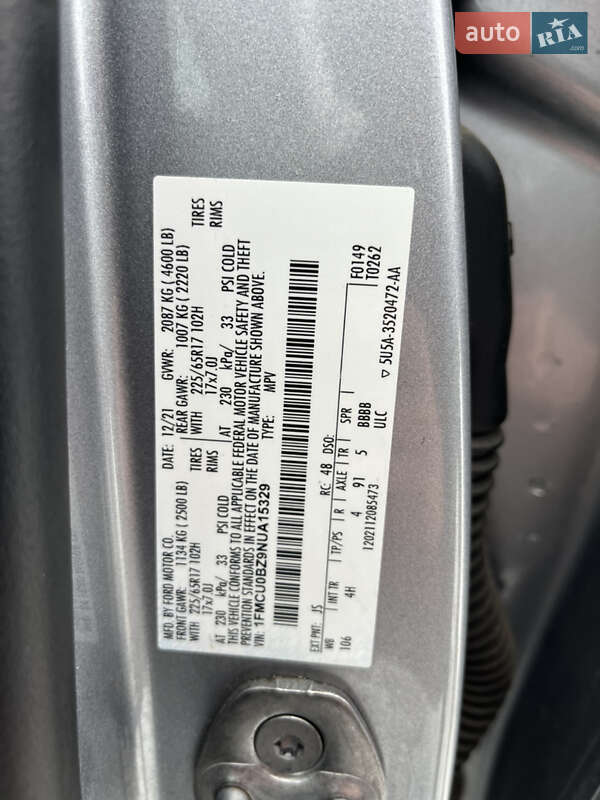 auto RIA.com
MFD. BY FORD MOTOR CO. DATE: 12/21 GVWR: 2087 KG ( 4600 LB)
FRONT GAWR: 1134 KG ( 2500 LB) REAR GAWR: 1007 KG ( 2220 LB)
WITH 225/65R17 102H TIRES WITH 225/65R17 102H TIRES
17x7.0J RIMS 17x7.0J RIMS
AT 230 kPa/ 33 PSI COLD AT 230 kPa/ 33 PSI COLD
THIS VEHICLE CONFORMS TO ALL APPLICABLE FEDERAL MOTOR VEHICLE SAFETY AND THEFT
PREVENTION STANDARDS IN EFFECT ON THE DATE OF MANUFACTURE SHOWN ABOVE.
VIN: 1FMCU0BZ9NUA15329 TYPE: MPV
EXT PNT: JS RC: 48 DSO: F0149
WB INT TR TP/PS R AXLE TR SPR T0262
106 4H 4 91 5 BBBB
1202112085473 ULC ▽ 5U5A-3520472-AA